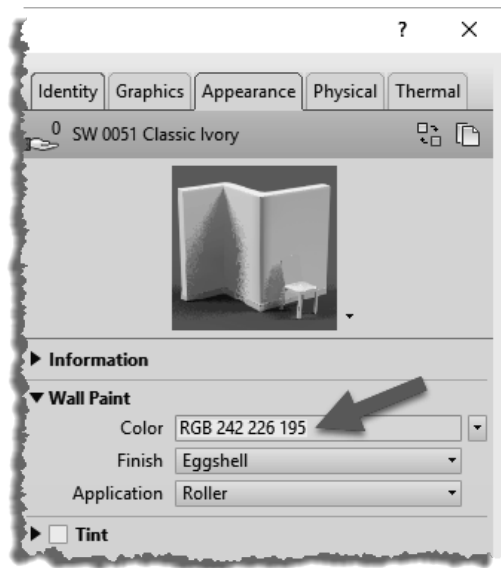 ?
Identity Graphics Appearance Physical Thermal
0 SW 0051 Classic Ivory
Information
Wall Paint
Color RGB 242 226 195
Finish Eggshell
Application Roller
Tint